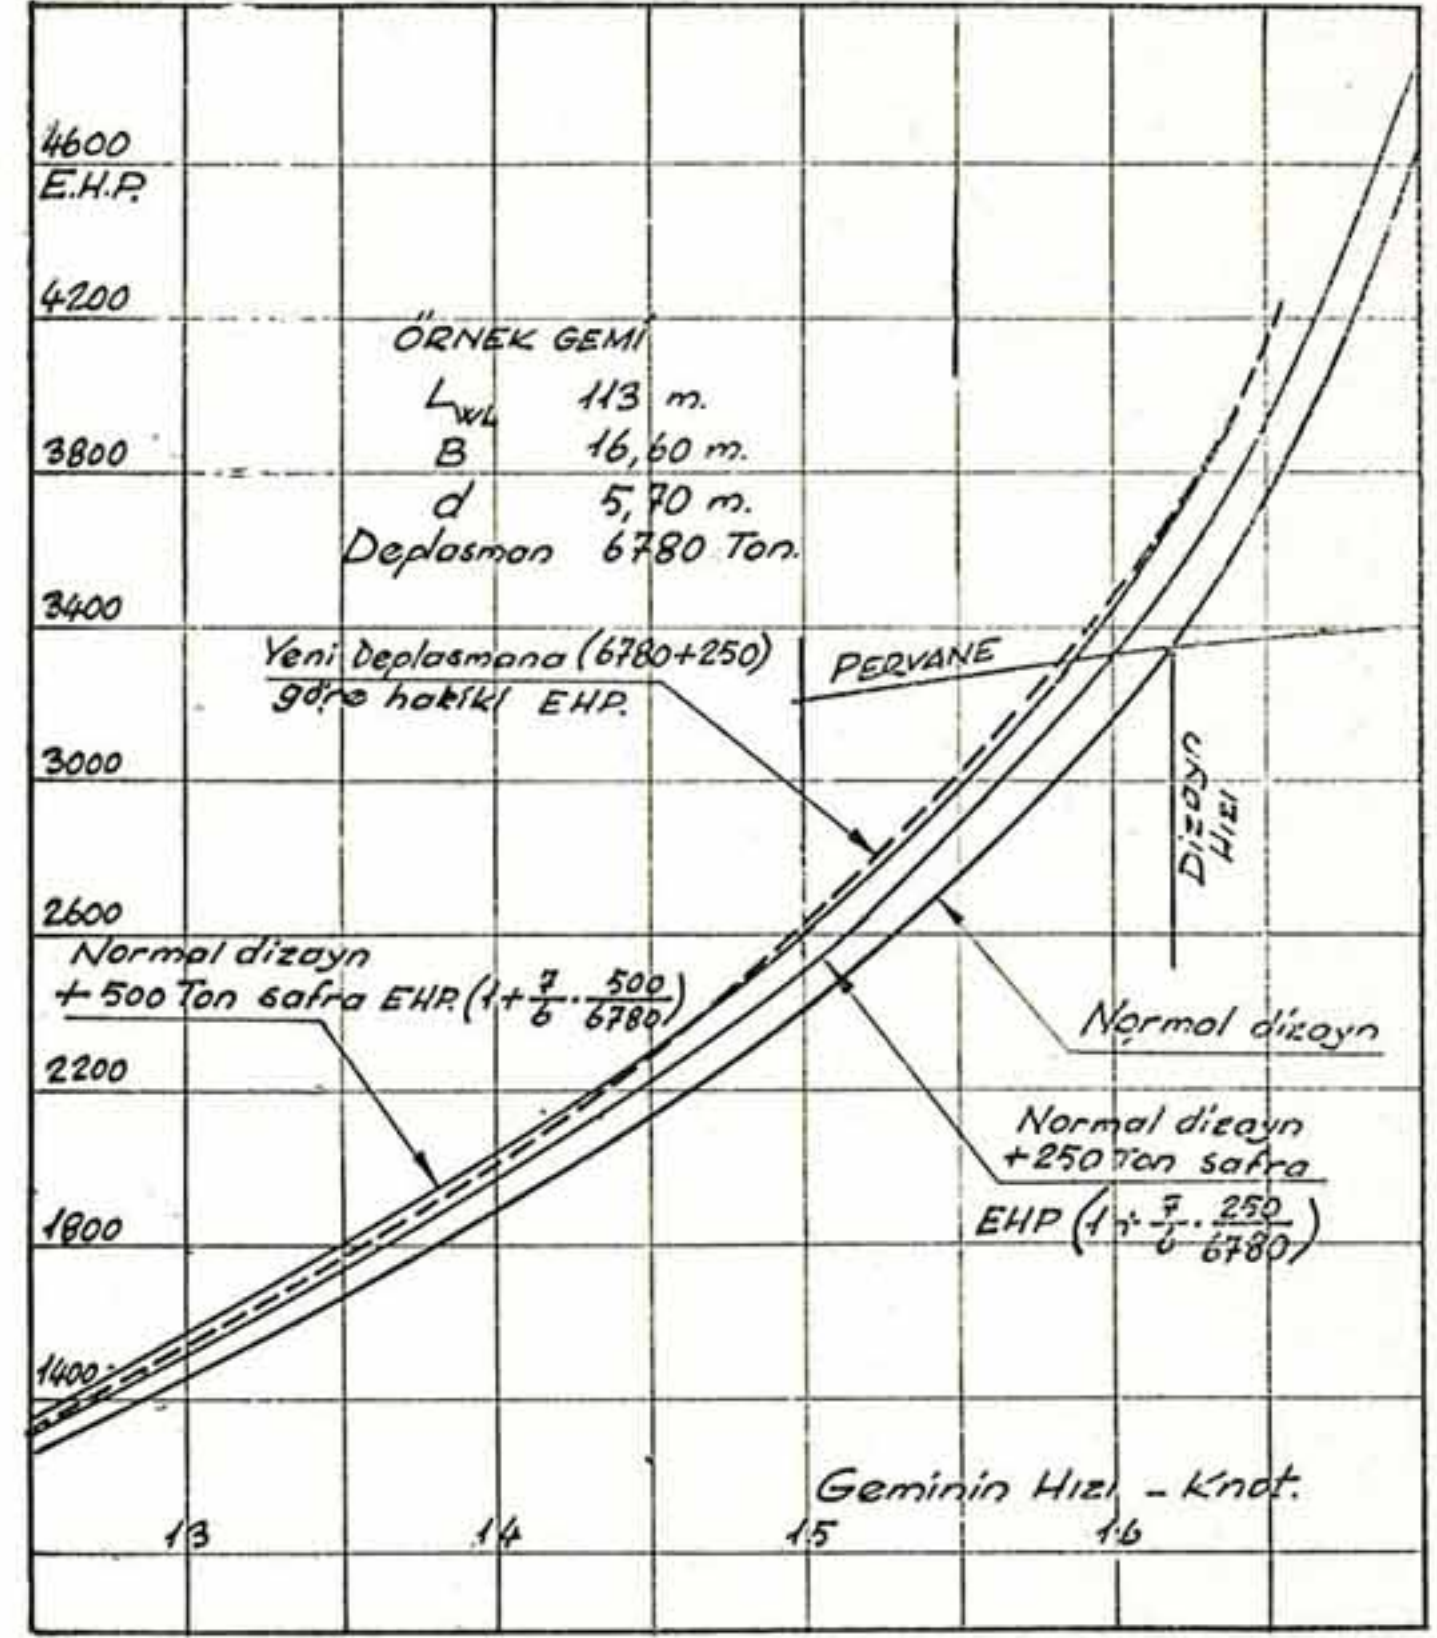 4600
E.H.P.
4200
ÖRNEK GEMİ
LWL 113 m.
B 16,60 m.
3800
d 5,70 m.
Deplasman 6780 Ton.
3400
Yeni Deplasmana (6780+250)
göre hakiki EHP.
PERVANE
3000
Dizayn
Hızı
2600
Normal dizayn
+500 Ton safra EHP.(1+7/6·500/6780)
Normal dizayn
2200
Normal dizayn
+250 Ton safra
EHP (1+7/6·250/6780)
1800
1400
Geminin Hızı - Knot.
13 14 15 16